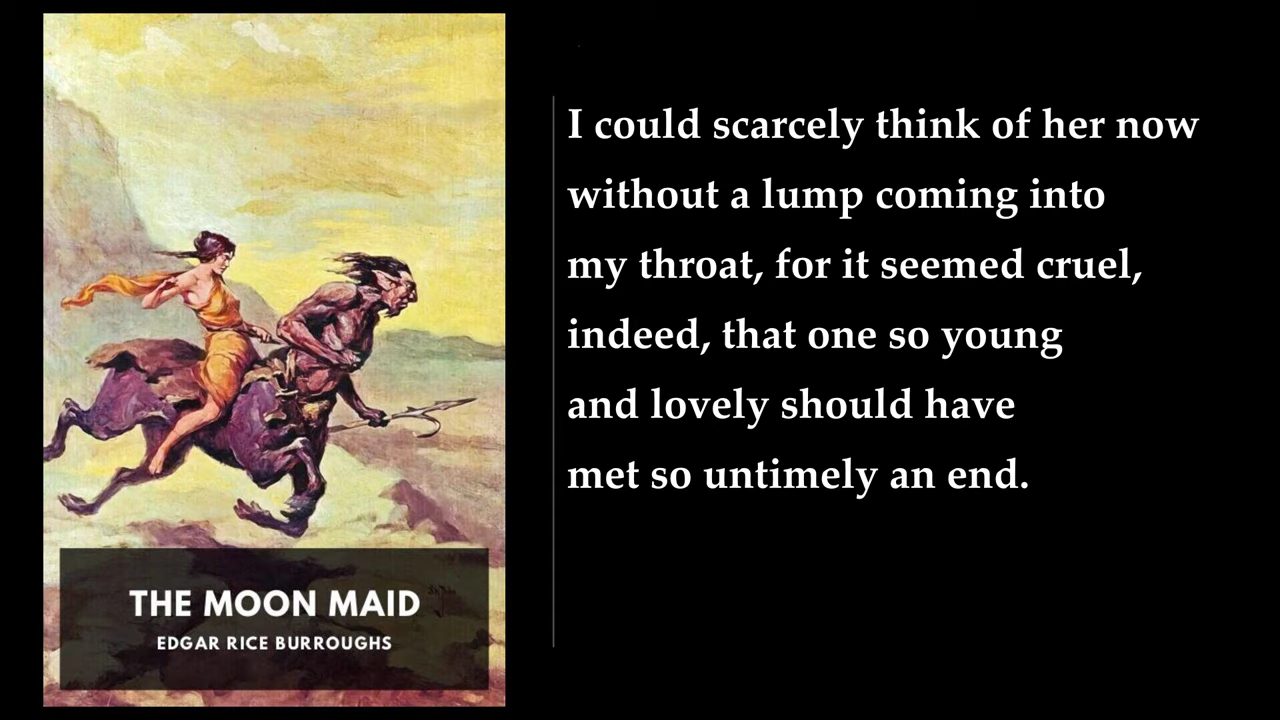 I could scarcely think of her now
without a lump coming into
my throat, for it seemed cruel,
indeed, that one so young
and lovely should have
met so untimely an end.
THE MOON MAID
EDGAR RICE BURROUGHS